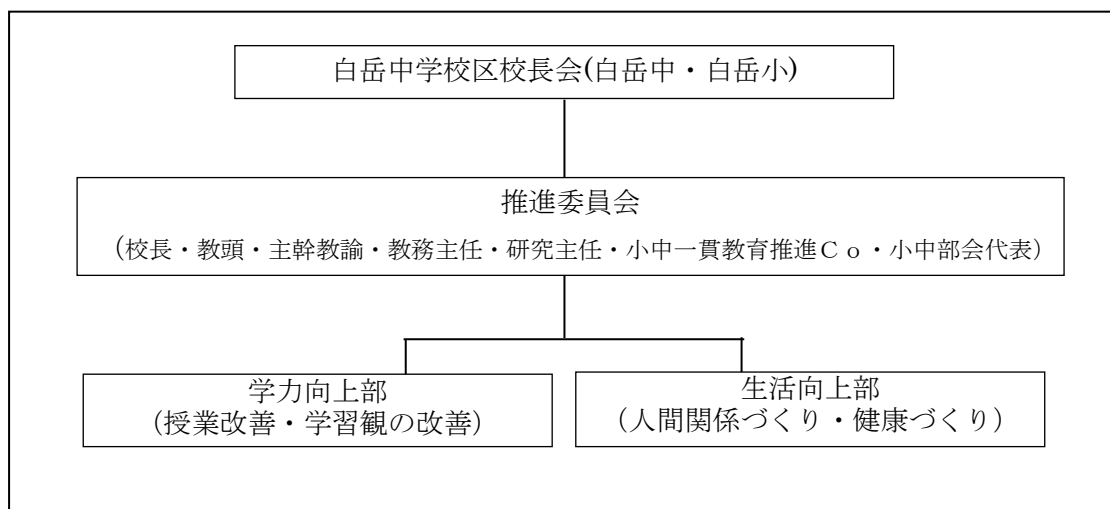 白岳中学校区校長会(白岳中・白岳小)
推進委員会
(校長・教頭・主幹教諭・教務主任・研究主任・小中一貫教育推進Ｃｏ・小中部会代表)
学力向上部
(授業改善・学習観の改善)
生活向上部
(人間関係づくり・健康づくり)